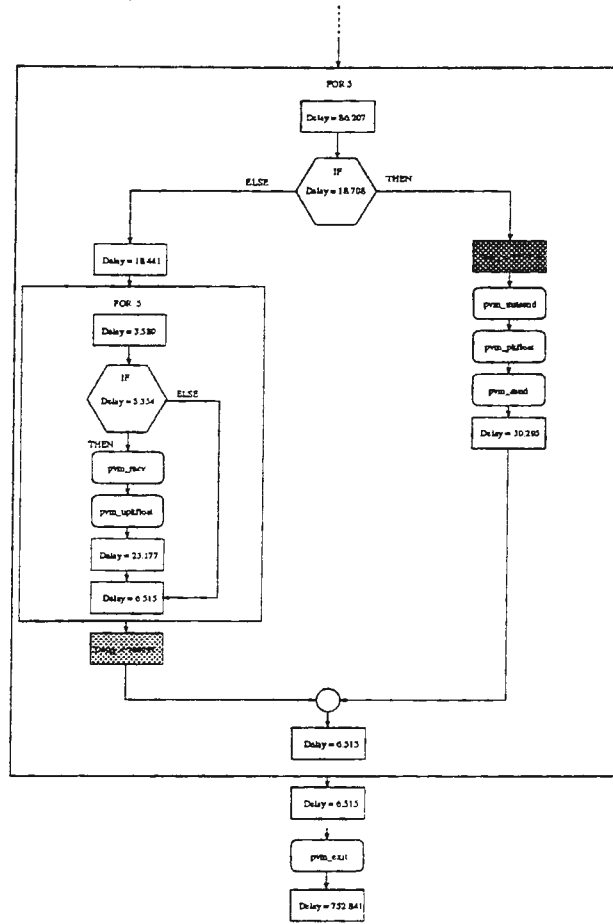 FOR 3
Delay = 86.207
IF
Delay = 18.708
ELSE
THEN
Delay = 18.441
FOR 5
Delay = 3.589
IF
Delay = 5.354
ELSE
THEN
pvm_recv
pvm_upkfloat
Delay = 23.177
Delay = 6.515
pvm_initsend
pvm_pkfloat
pvm_send
Delay = 30.295
Delay = 6.515
Delay = 6.515
pvm_exit
Delay = 752.841